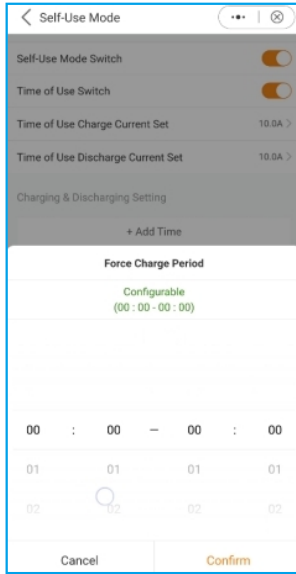 Self-Use Mode
Self-Use Mode Switch
Time of Use Switch
Time of Use Charge Current Set 10.0A >
Time of Use Discharge Current Set 10.0A >
Charging & Discharging Setting
+ Add Time
Force Charge Period
Configurable
(00 : 00 - 00 : 00)
00 : 00 — 00 : 00
01 01 01 01
02 02 02 02
Cancel Confirm